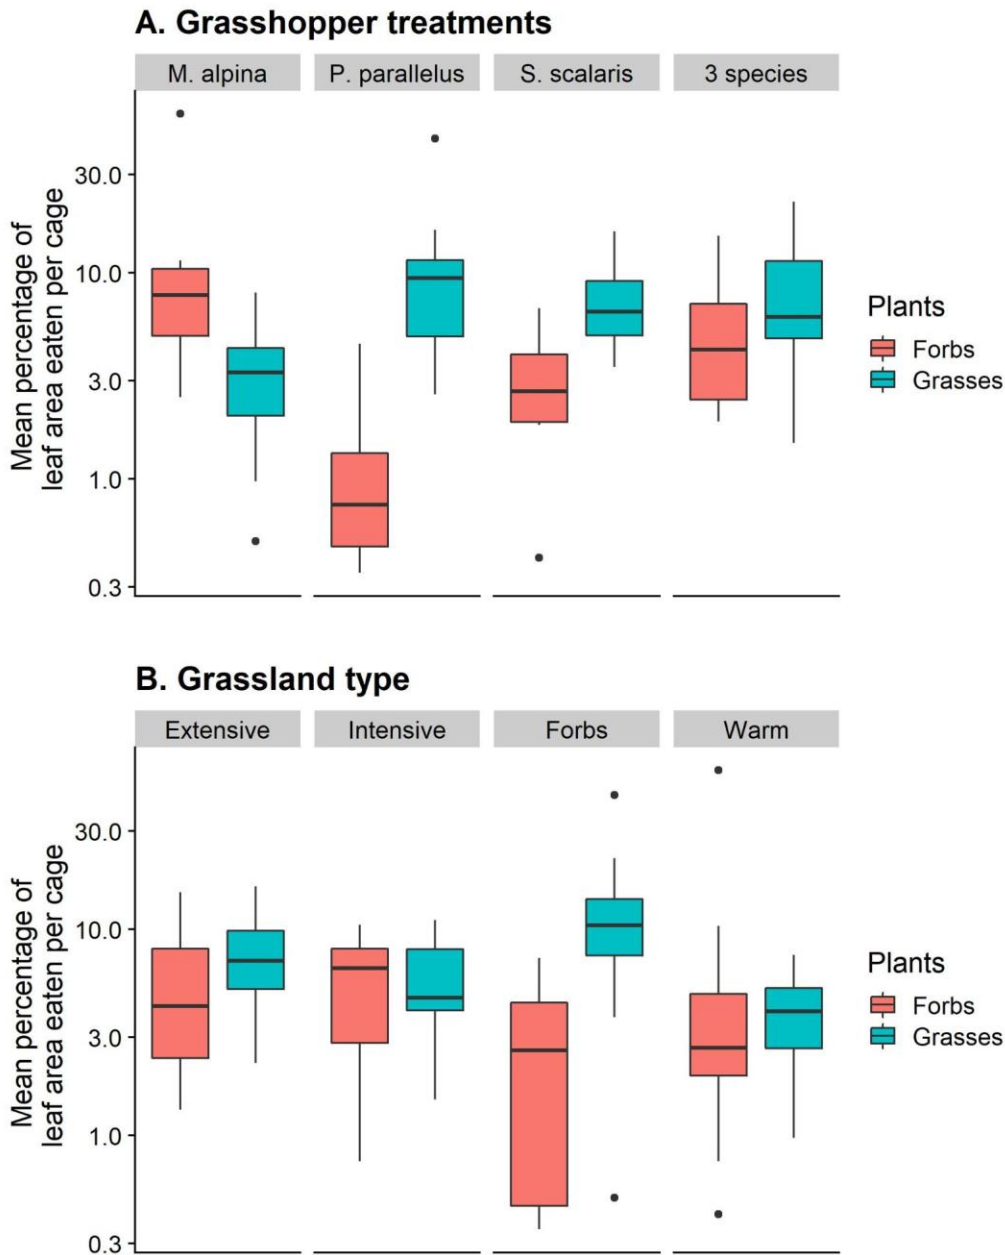 A. Grasshopper treatments
M. alpina
P. parallelus
S. scalaris
3 species
Mean percentage of
leaf area eaten per cage
30.0
10.0
3.0
1.0
0.3
Plants
Forbs
Grasses
B. Grassland type
Extensive
Intensive
Forbs
Warm
Mean percentage of
leaf area eaten per cage
30.0
10.0
3.0
1.0
0.3
Plants
Forbs
Grasses